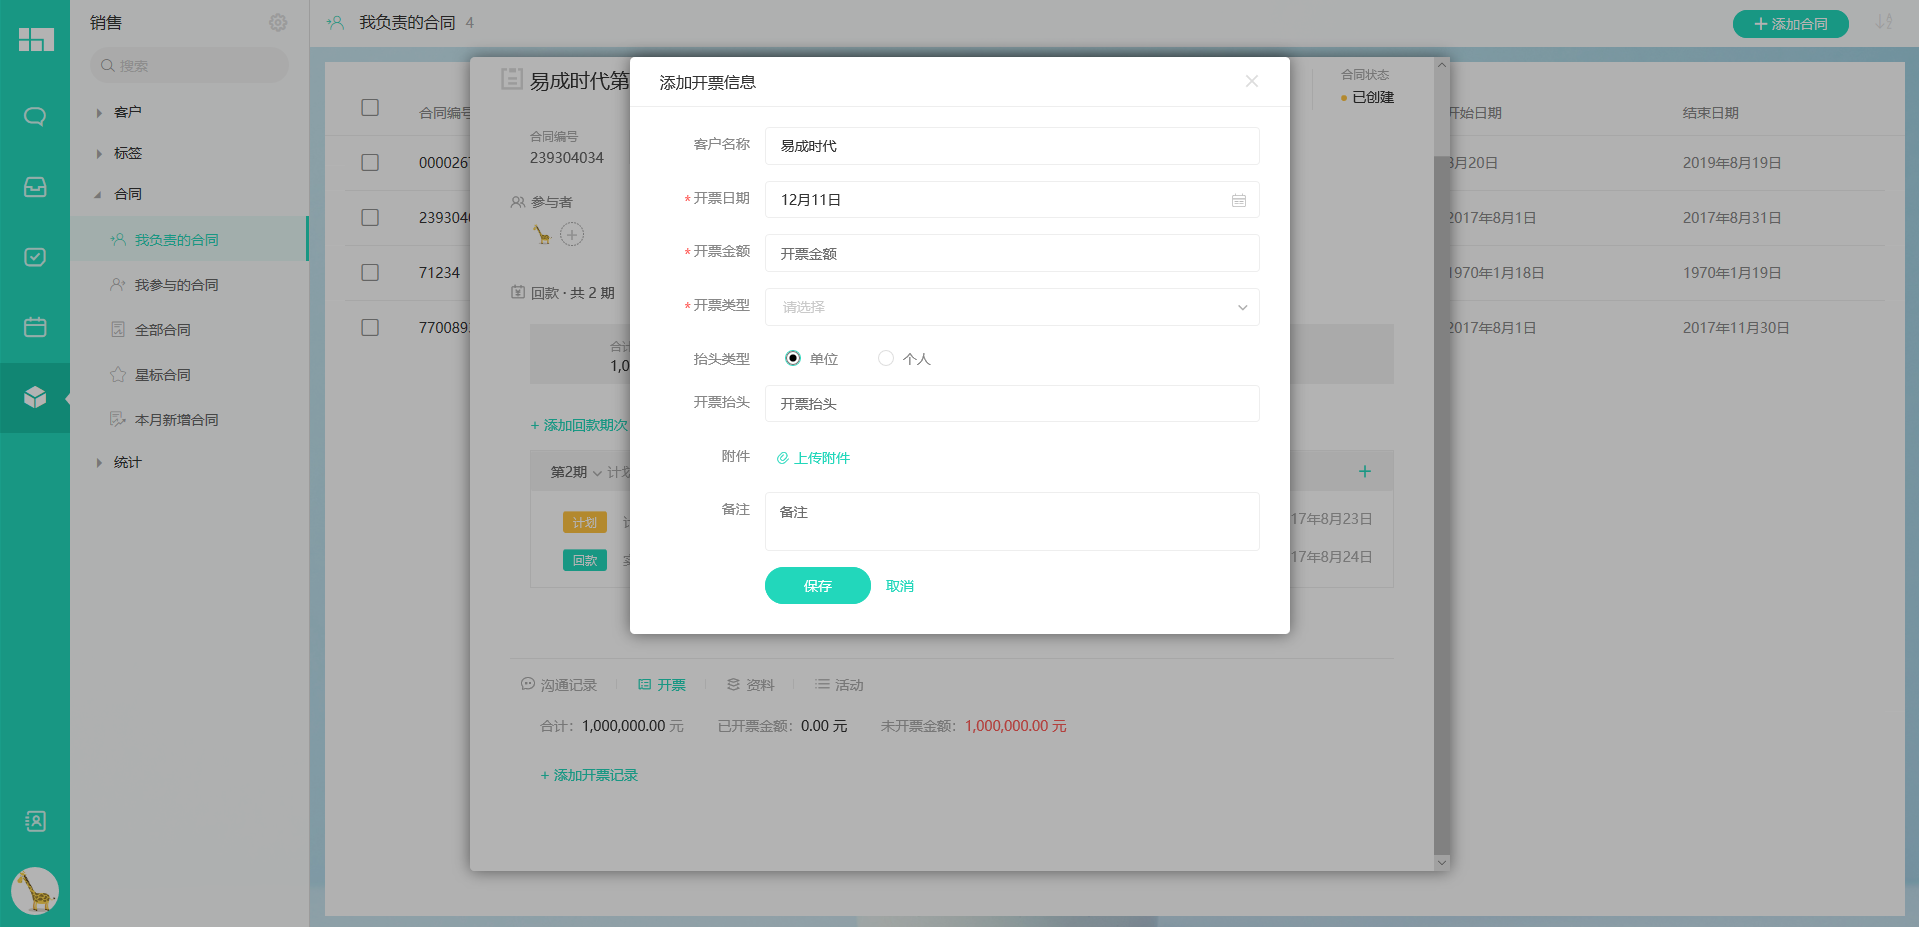 销售
搜索
客户
标签
合同
我负责的合同
我参与的合同
全部合同
星标合同
本月新增合同
统计
我负责的合同 4
添加合同
合同编号
开始日期
结束日期
000026
8月20日
2019年8月19日
239304
2017年8月1日
2017年8月31日
71234
1970年1月18日
1970年1月19日
770089
2017年8月1日
2017年11月30日
易成时代第
合同状态
已创建
合同编号
239304034
参与者
回款 · 共 2 期
合计
1,0
+ 添加回款期次
第2期 计划
计划
17年8月23日
回款
17年8月24日
沟通记录
开票
资料
活动
合计: 1,000,000.00 元
已开票金额: 0.00 元
未开票金额: 1,000,000.00 元
+ 添加开票记录
添加开票信息
客户名称 易成时代
*开票日期 12月11日
*开票金额 开票金额
*开票类型 请选择
抬头类型 单位 个人
开票抬头 开票抬头
附件 上传附件
备注 备注
保存 取消